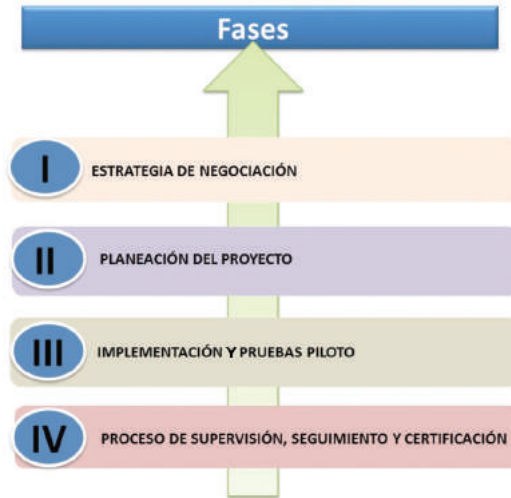 Fases
I ESTRATEGIA DE NEGOCIACIÓN
II PLANEACIÓN DEL PROYECTO
III IMPLEMENTACIÓN Y PRUEBAS PILOTO
IV PROCESO DE SUPERVISIÓN, SEGUIMIENTO Y CERTIFICACIÓN